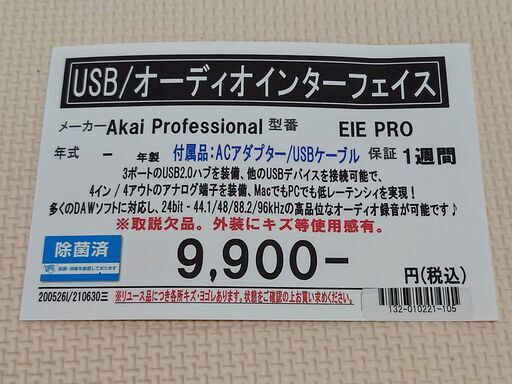 USB/オーディオインターフェイス
メーカー Akai Professional 型番 EIE PRO
年式 － 年製 付属品：ACアダプター/USBケーブル 保証 1週間
3ポートのUSB2.0ハブを装備、他のUSBデバイスを接続可能で、
4イン / 4アウトのアナログ端子を装備、MacでもPCでも低レーテンシィを実現！
多くのDAWソフトに対応し、24bit - 44.1/48/88.2/96kHzの高品位なオーディオ録音が可能です♪
※取説欠品。外装にキズ等使用感有。
除菌済
9,900－
円(税込)
200526I/210630三
※リユース品につき各所キズ・ヨゴレあります。状態をご確認の上お買い求めください。
132-010221-105